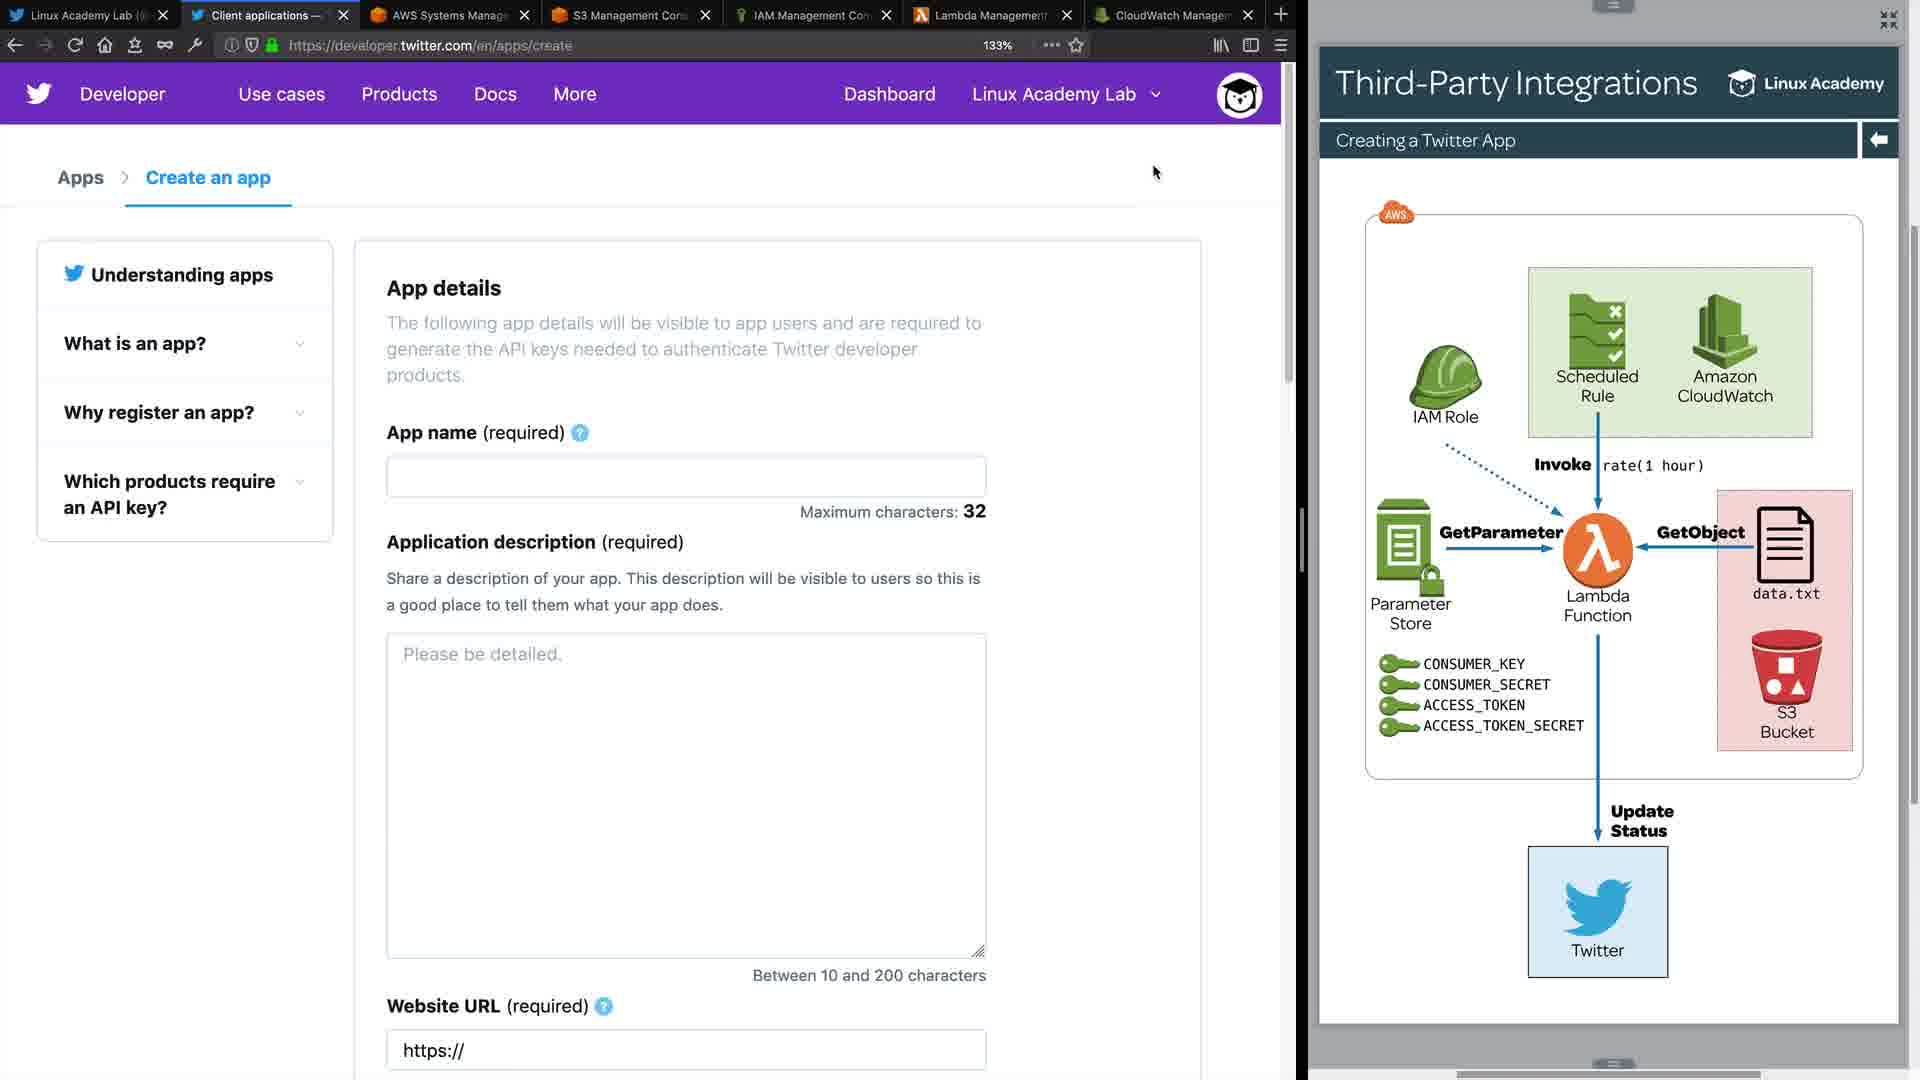 Linux Academy Lab (
Client applications —
AWS Systems Manage
S3 Management Con
IAM Management Con
Lambda Management
CloudWatch Managem
https://developer.twitter.com/en/apps/create
133%
Developer
Use cases
Products
Docs
More
Dashboard
Linux Academy Lab
Apps
Create an app
Understanding apps
What is an app?
Why register an app?
Which products require
an API key?
App details
The following app details will be visible to app users and are required to
generate the API keys needed to authenticate Twitter developer
products.
App name (required) ?
Maximum characters: 32
Application description (required)
Share a description of your app. This description will be visible to users so this is
a good place to tell them what your app does.
Please be detailed.
Between 10 and 200 characters
Website URL (required) ?
https://
Third-Party Integrations
Linux Academy
Creating a Twitter App
AWS
Scheduled
Rule
Amazon
CloudWatch
IAM Role
Invoke
rate(1 hour)
GetParameter
GetObject
data.txt
Parameter
Store
Lambda
Function
CONSUMER_KEY
CONSUMER_SECRET
ACCESS_TOKEN
ACCESS_TOKEN_SECRET
S3
Bucket
Update
Status
Twitter